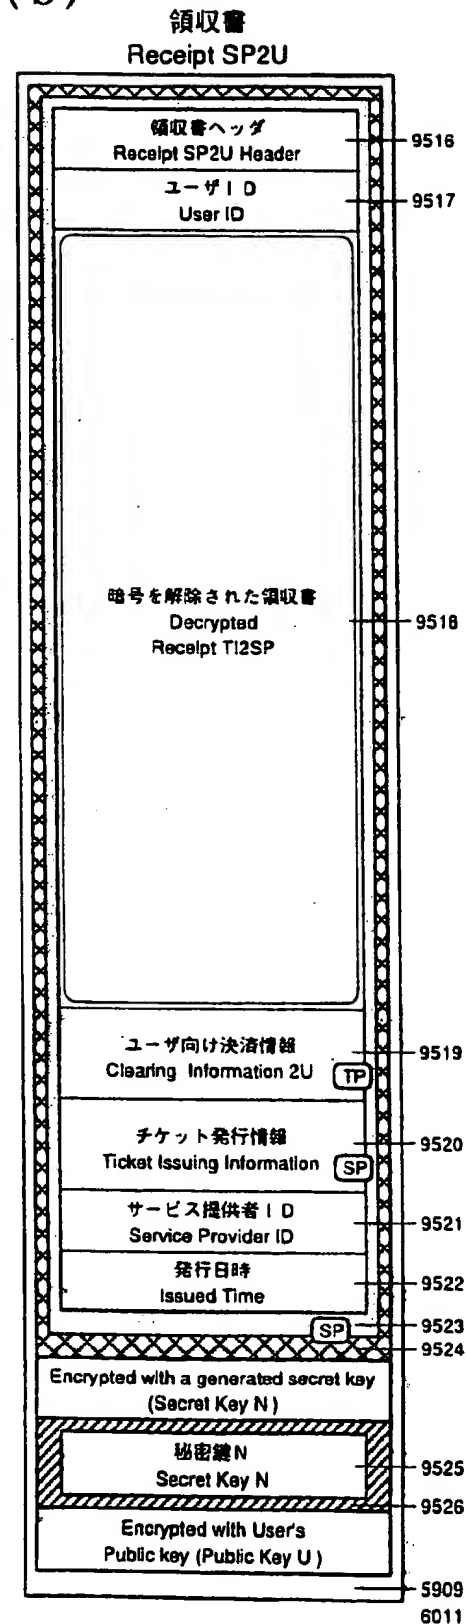 (b)
領収書
Receipt SP2U
領収書ヘッダ
Receipt SP2U Header
9516
ユーザID
User ID
9517
暗号を解除された領収書
Decrypted
Receipt TI2SP
9518
ユーザ向け決済情報
Clearing Information 2U
TP
9519
チケット発行情報
Ticket Issuing Information
SP
9520
サービス提供者ID
Service Provider ID
9521
発行日時
Issued Time
9522
SP
9523
9524
Encrypted with a generated secret key
(Secret Key N)
秘密鍵N
Secret Key N
9525
9526
Encrypted with User's
Public key (Public Key U)
5909
6011